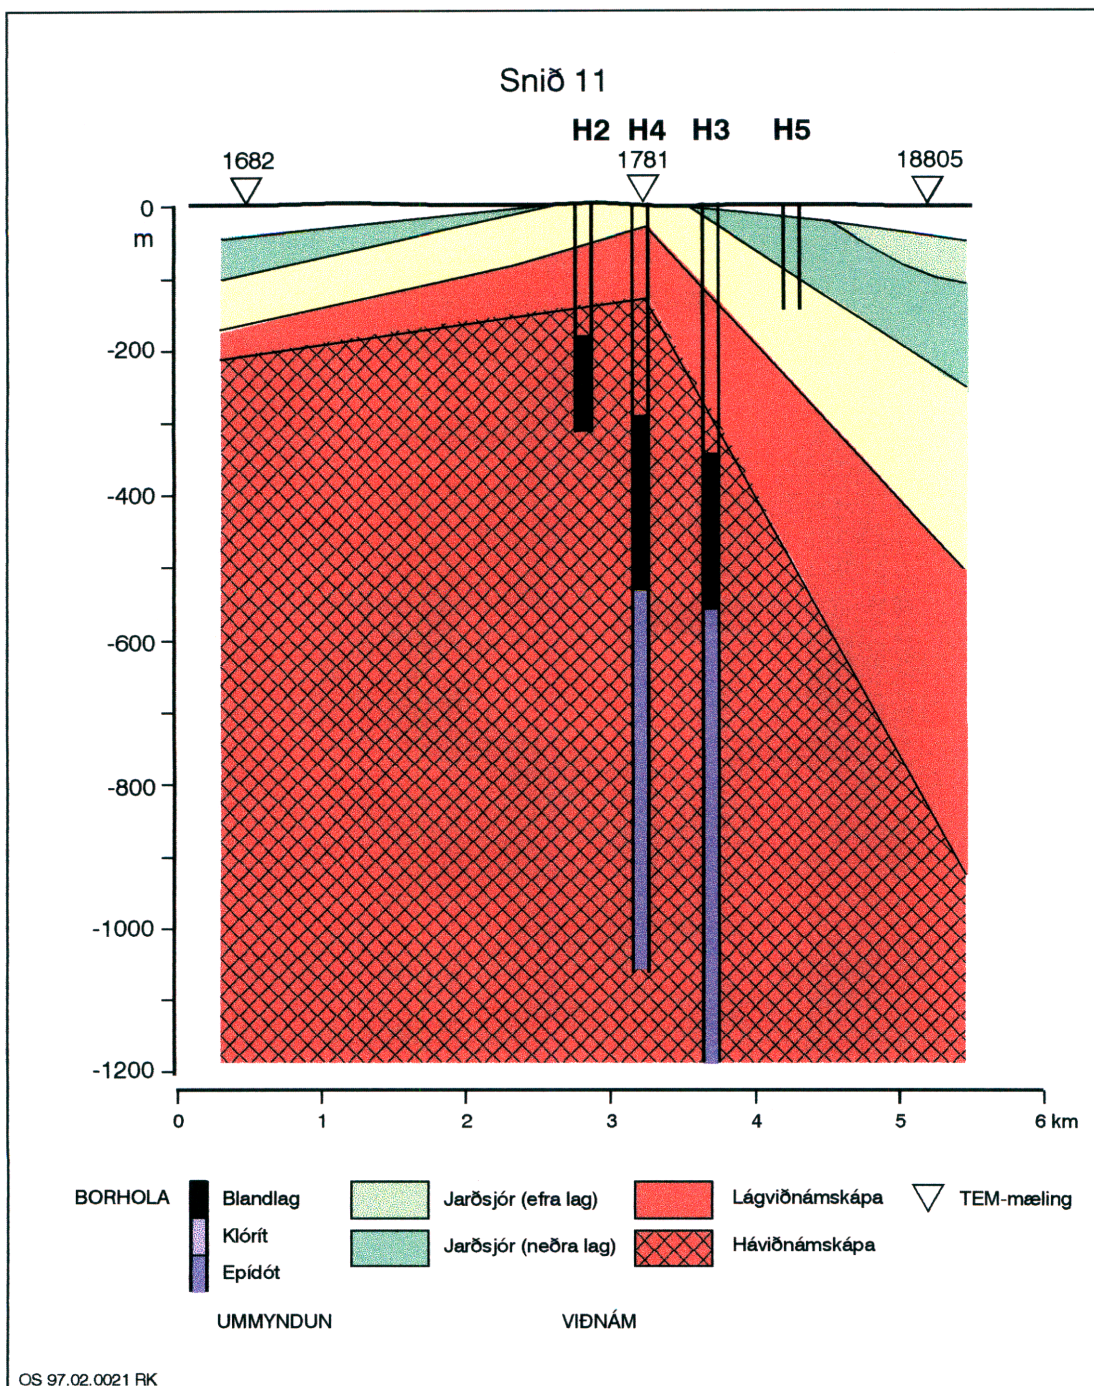 Snið 11
H2 H4 H3 H5
1682 1781 18805
0
m
-200
-400
-600
-800
-1000
-1200
0 1 2 3 4 5 6 km
BORHOLA Blandlag Jarðsjór (efra lag) Lágviðnámskápa TEM-mæling
Klórít
Jarðsjór (neðra lag) Háviðnámskápa
Epídót
UMMYNDUN VIÐNÁM
OS 97.02.0021 RK